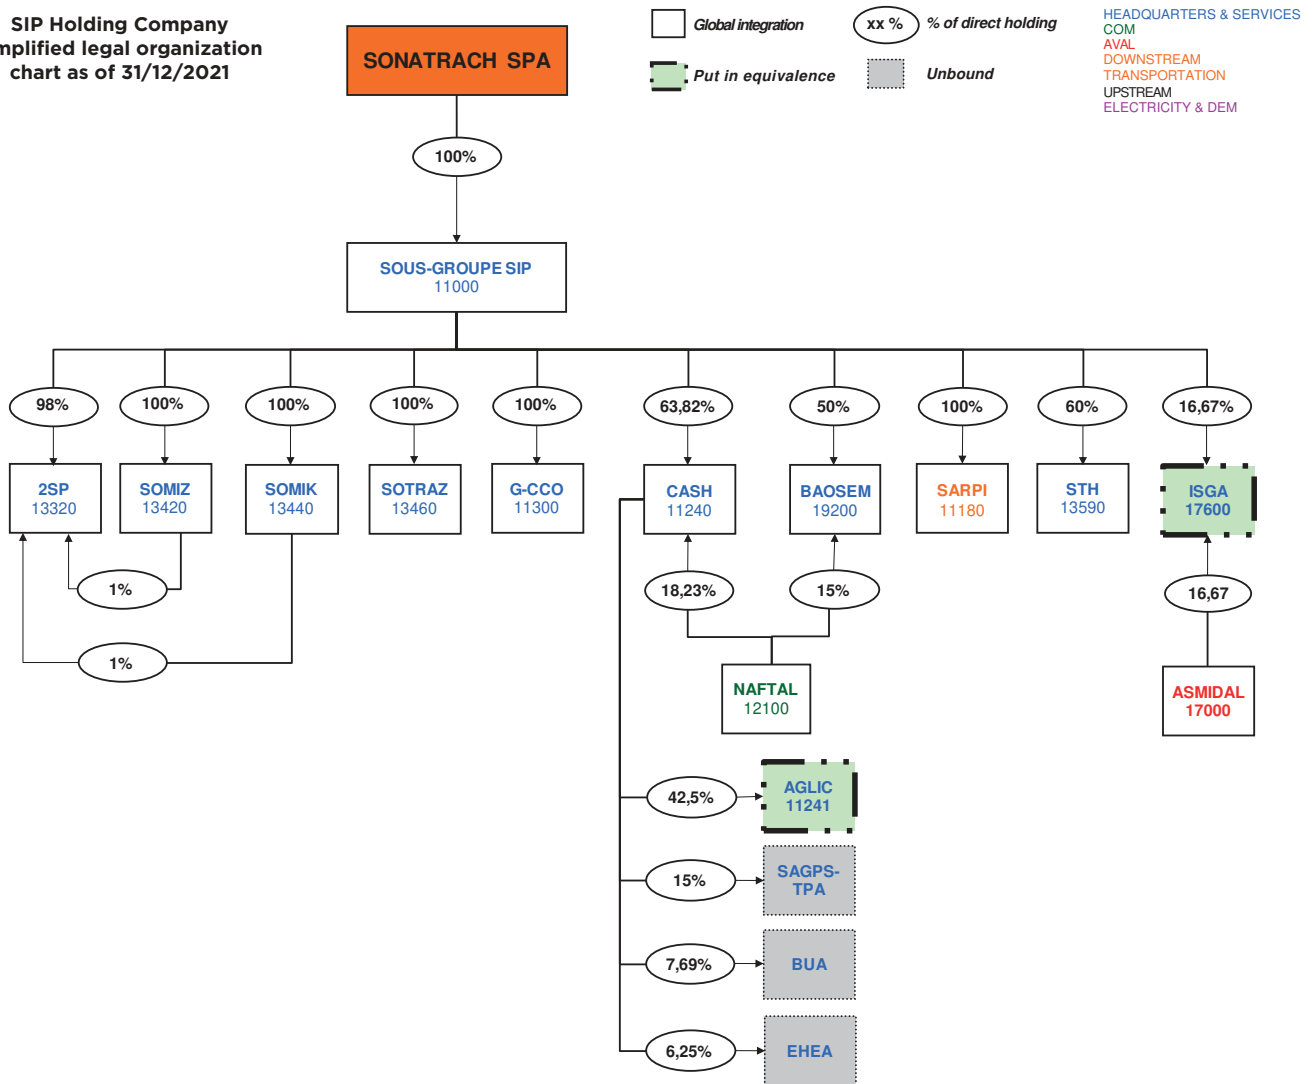 SIP Holding Company
mplified legal organization
chart as of 31/12/2021
SONATRACH SPA
Global integration
xx %
% of direct holding
Put in equivalence
Unbound
HEADQUARTERS & SERVICES
COM
AVAL
DOWNSTREAM
TRANSPORTATION
UPSTREAM
ELECTRICITY & DEM
100%
SOUS-GROUPE SIP
11000
98%
100%
100%
100%
100%
63,82%
50%
100%
60%
16,67%
2SP
13320
SOMIZ
13420
SOMIK
13440
SOTRAZ
13460
G-CCO
11300
CASH
11240
BAOSEM
19200
SARPI
11180
STH
13590
ISGA
17600
1%
18,23%
15%
16,67
1%
NAFTAL
12100
ASMIDAL
17000
42,5%
AGLIC
11241
15%
SAGPS-
TPA
7,69%
BUA
6,25%
EHEA